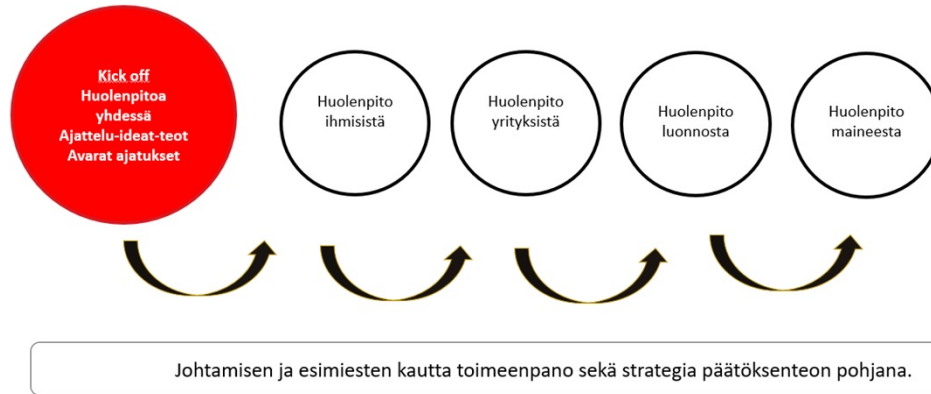 Kick off
Huolenpitoa
yhdessä
Ajattelu-ideat-teot
Avarat ajatukset
Huolenpito
ihmisistä
Huolenpito
yrityksistä
Huolenpito
luonnosta
Huolenpito
maineesta
Johtamisen ja esimiesten kautta toimeenpano sekä strategia päätöksenteon pohjana.